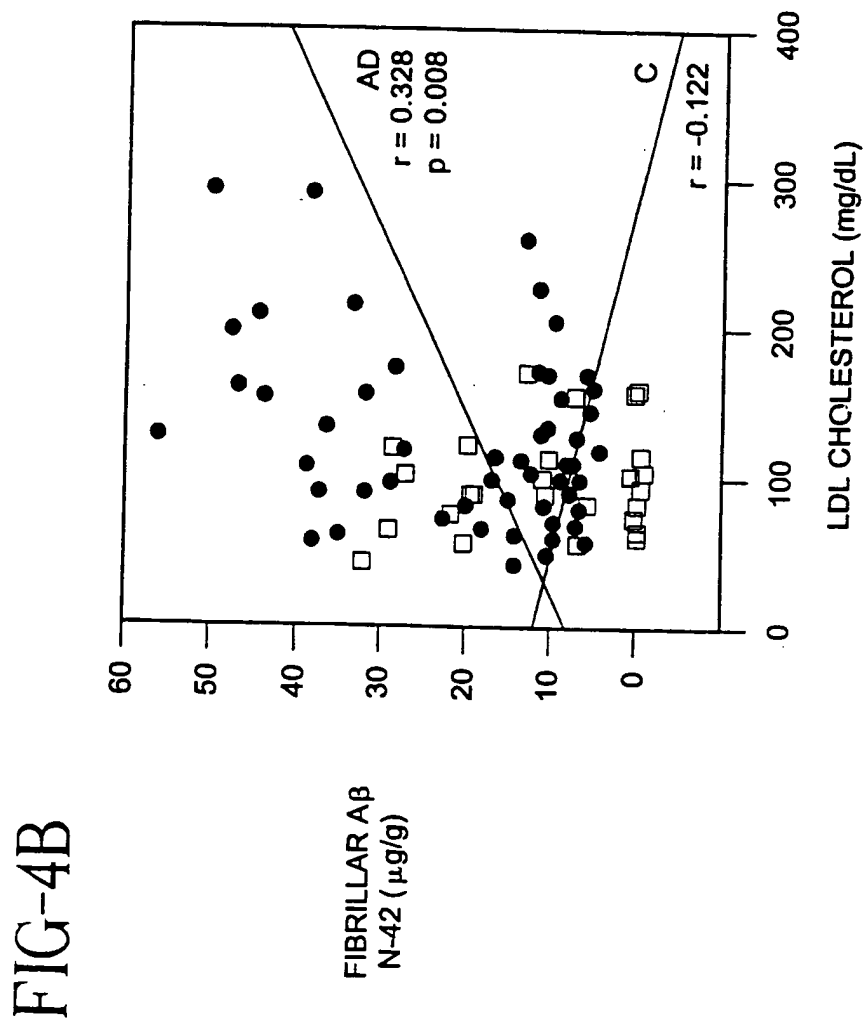 FIG-4B
FIBRILLAR Aβ
N-42 (μg/g)
60
50
40
30
20
10
0
AD
r = 0.328
p = 0.008
C
r = -0.122
0
100
200
300
400
LDL CHOLESTEROL (mg/dL)